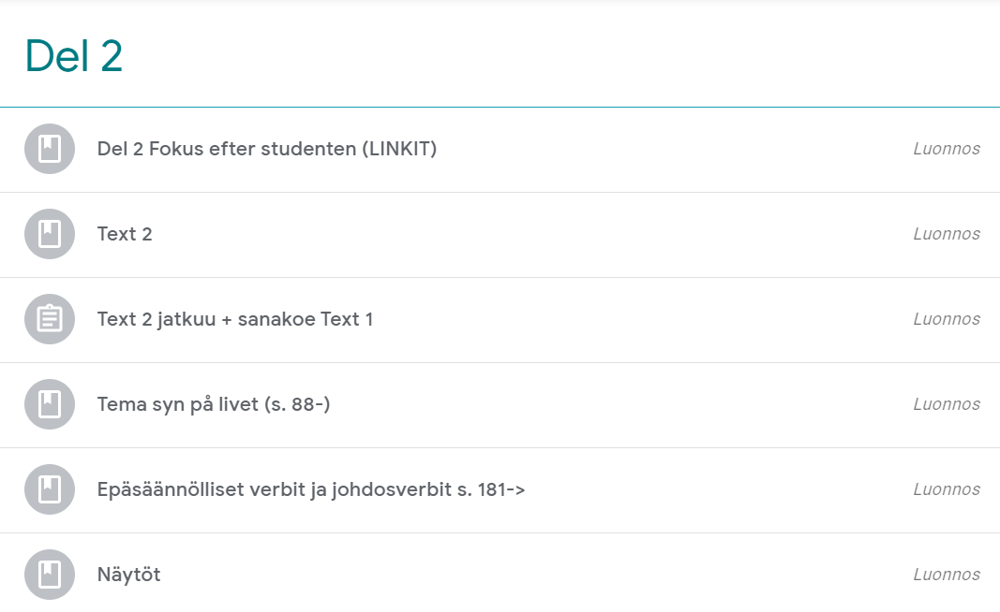 Del 2
Del 2 Fokus efter studenten (LINKIT)
Luonnos
Text 2
Luonnos
Text 2 jatkuu + sanakoe Text 1
Luonnos
Tema syn på livet (s. 88-)
Luonnos
Epäsäännölliset verbit ja johdosverbit s. 181->
Luonnos
Näytöt
Luonnos